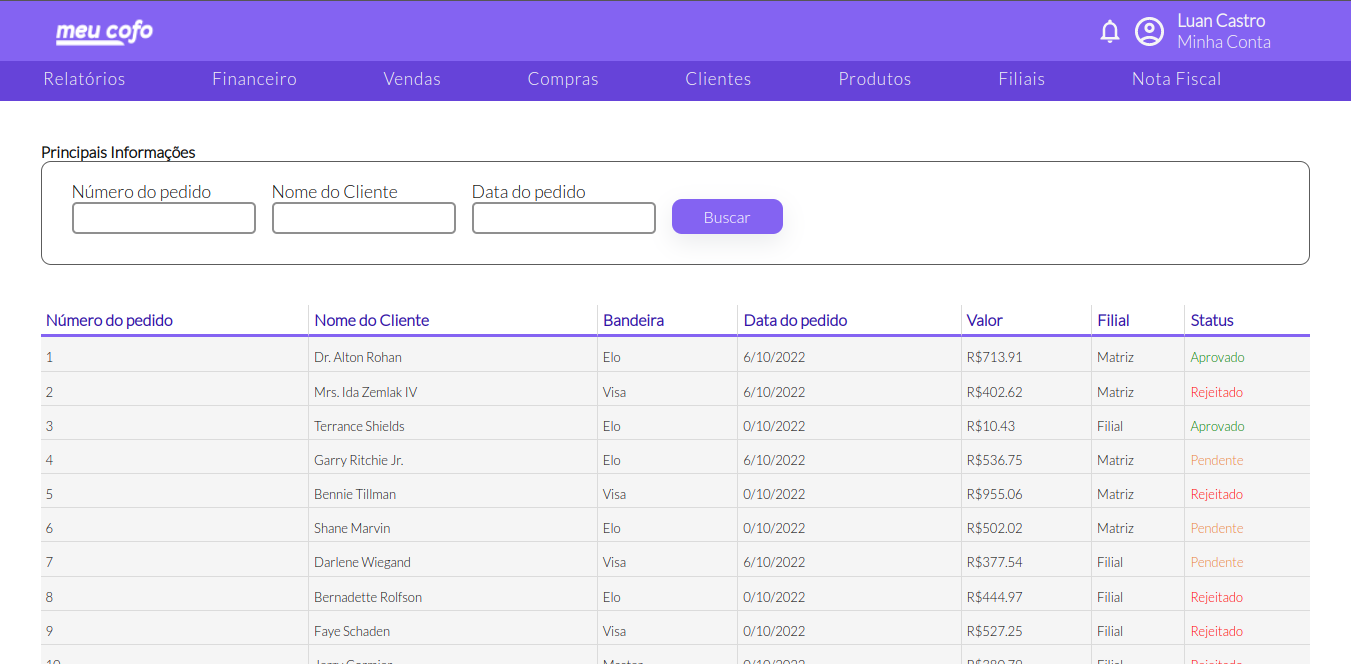 meu cofo
Luan Castro
Minha Conta
Relatórios Financeiro Vendas Compras Clientes Produtos Filiais Nota Fiscal
Principais Informações
Número do pedido Nome do Cliente Data do pedido
Buscar
Número do pedido Nome do Cliente Bandeira Data do pedido Valor Filial Status
1 Dr. Alton Rohan Elo 6/10/2022 R$713.91 Matriz Aprovado
2 Mrs. Ida Zemlak IV Visa 6/10/2022 R$402.62 Matriz Rejeitado
3 Terrance Shields Elo 0/10/2022 R$10.43 Filial Aprovado
4 Garry Ritchie Jr. Elo 6/10/2022 R$536.75 Matriz Pendente
5 Bennie Tillman Visa 0/10/2022 R$955.06 Matriz Rejeitado
6 Shane Marvin Elo 0/10/2022 R$502.02 Matriz Pendente
7 Darlene Wiegand Visa 6/10/2022 R$377.54 Filial Pendente
8 Bernadette Rolfson Elo 0/10/2022 R$444.97 Filial Rejeitado
9 Faye Schaden Visa 0/10/2022 R$527.25 Filial Rejeitado